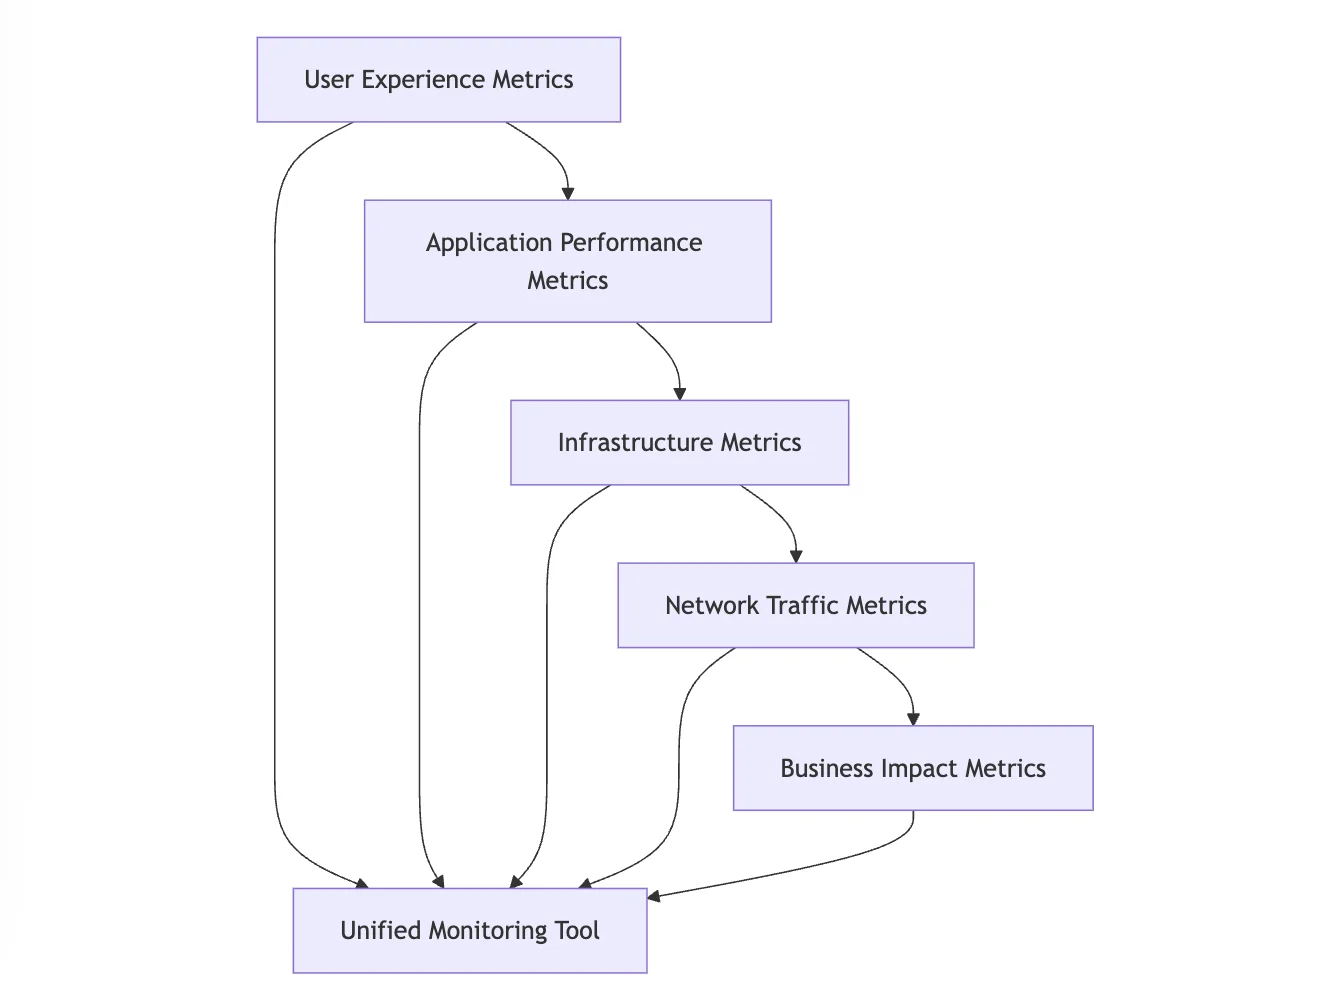 User Experience Metrics
Application Performance
Metrics
Infrastructure Metrics
Network Traffic Metrics
Business Impact Metrics
Unified Monitoring Tool